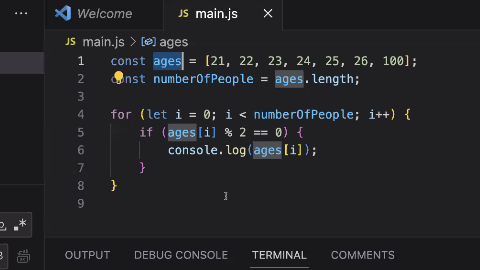 Welcome
JS main.js
JS main.js > ages
1 const ages = [21, 22, 23, 24, 25, 26, 100];
2 const numberOfPeople = ages.length;
3
4 for (let i = 0; i < numberOfPeople; i++) {
5 if (ages[i] % 2 == 0) {
6 console.log(ages[i]);
7 }
8 }
9
OUTPUT DEBUG CONSOLE TERMINAL COMMENTS